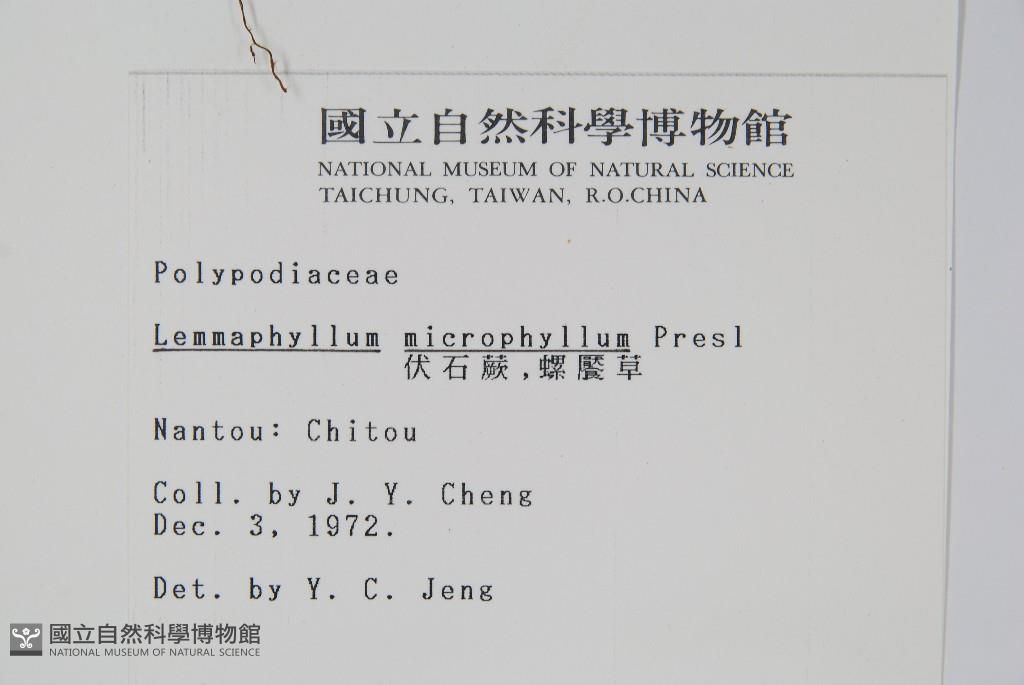 國立自然科學博物館
NATIONAL MUSEUM OF NATURAL SCIENCE
TAICHUNG, TAIWAN, R.O.CHINA
Polypodiaceae
Lemmaphyllum microphyllum Presl
伏石蕨,螺饜草
Nantou: Chitou
Coll. by J. Y. Cheng
Dec. 3, 1972.
Det. by Y. C. Jeng
國立自然科學博物館
NATIONAL MUSEUM OF NATURAL SCIENCE